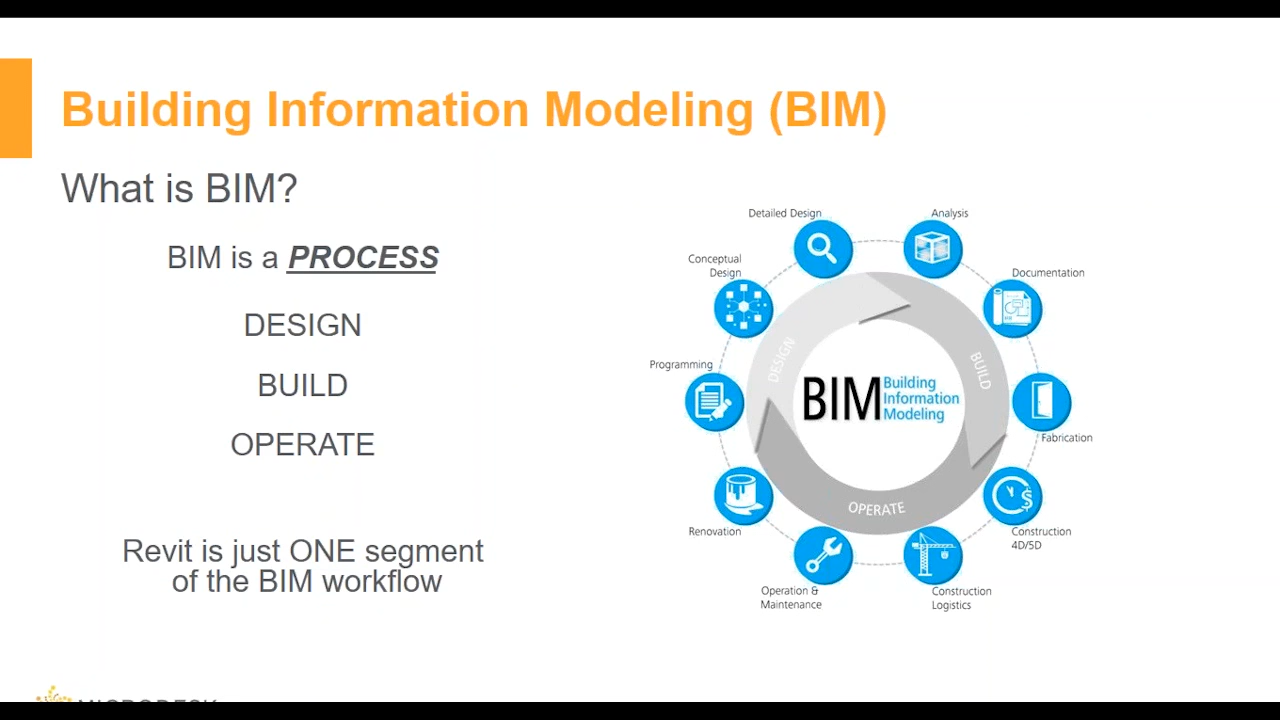 Building Information Modeling (BIM)
What is BIM?
BIM is a PROCESS
DESIGN
BUILD
OPERATE
Revit is just ONE segment
of the BIM workflow
Detailed Design
Analysis
Conceptual
Design
Documentation
Programming
DESIGN
BUILD
BIM
Building
Information
Modeling
Fabrication
Renovation
OPERATE
Construction
4D/5D
Operation &
Maintenance
Construction
Logistics